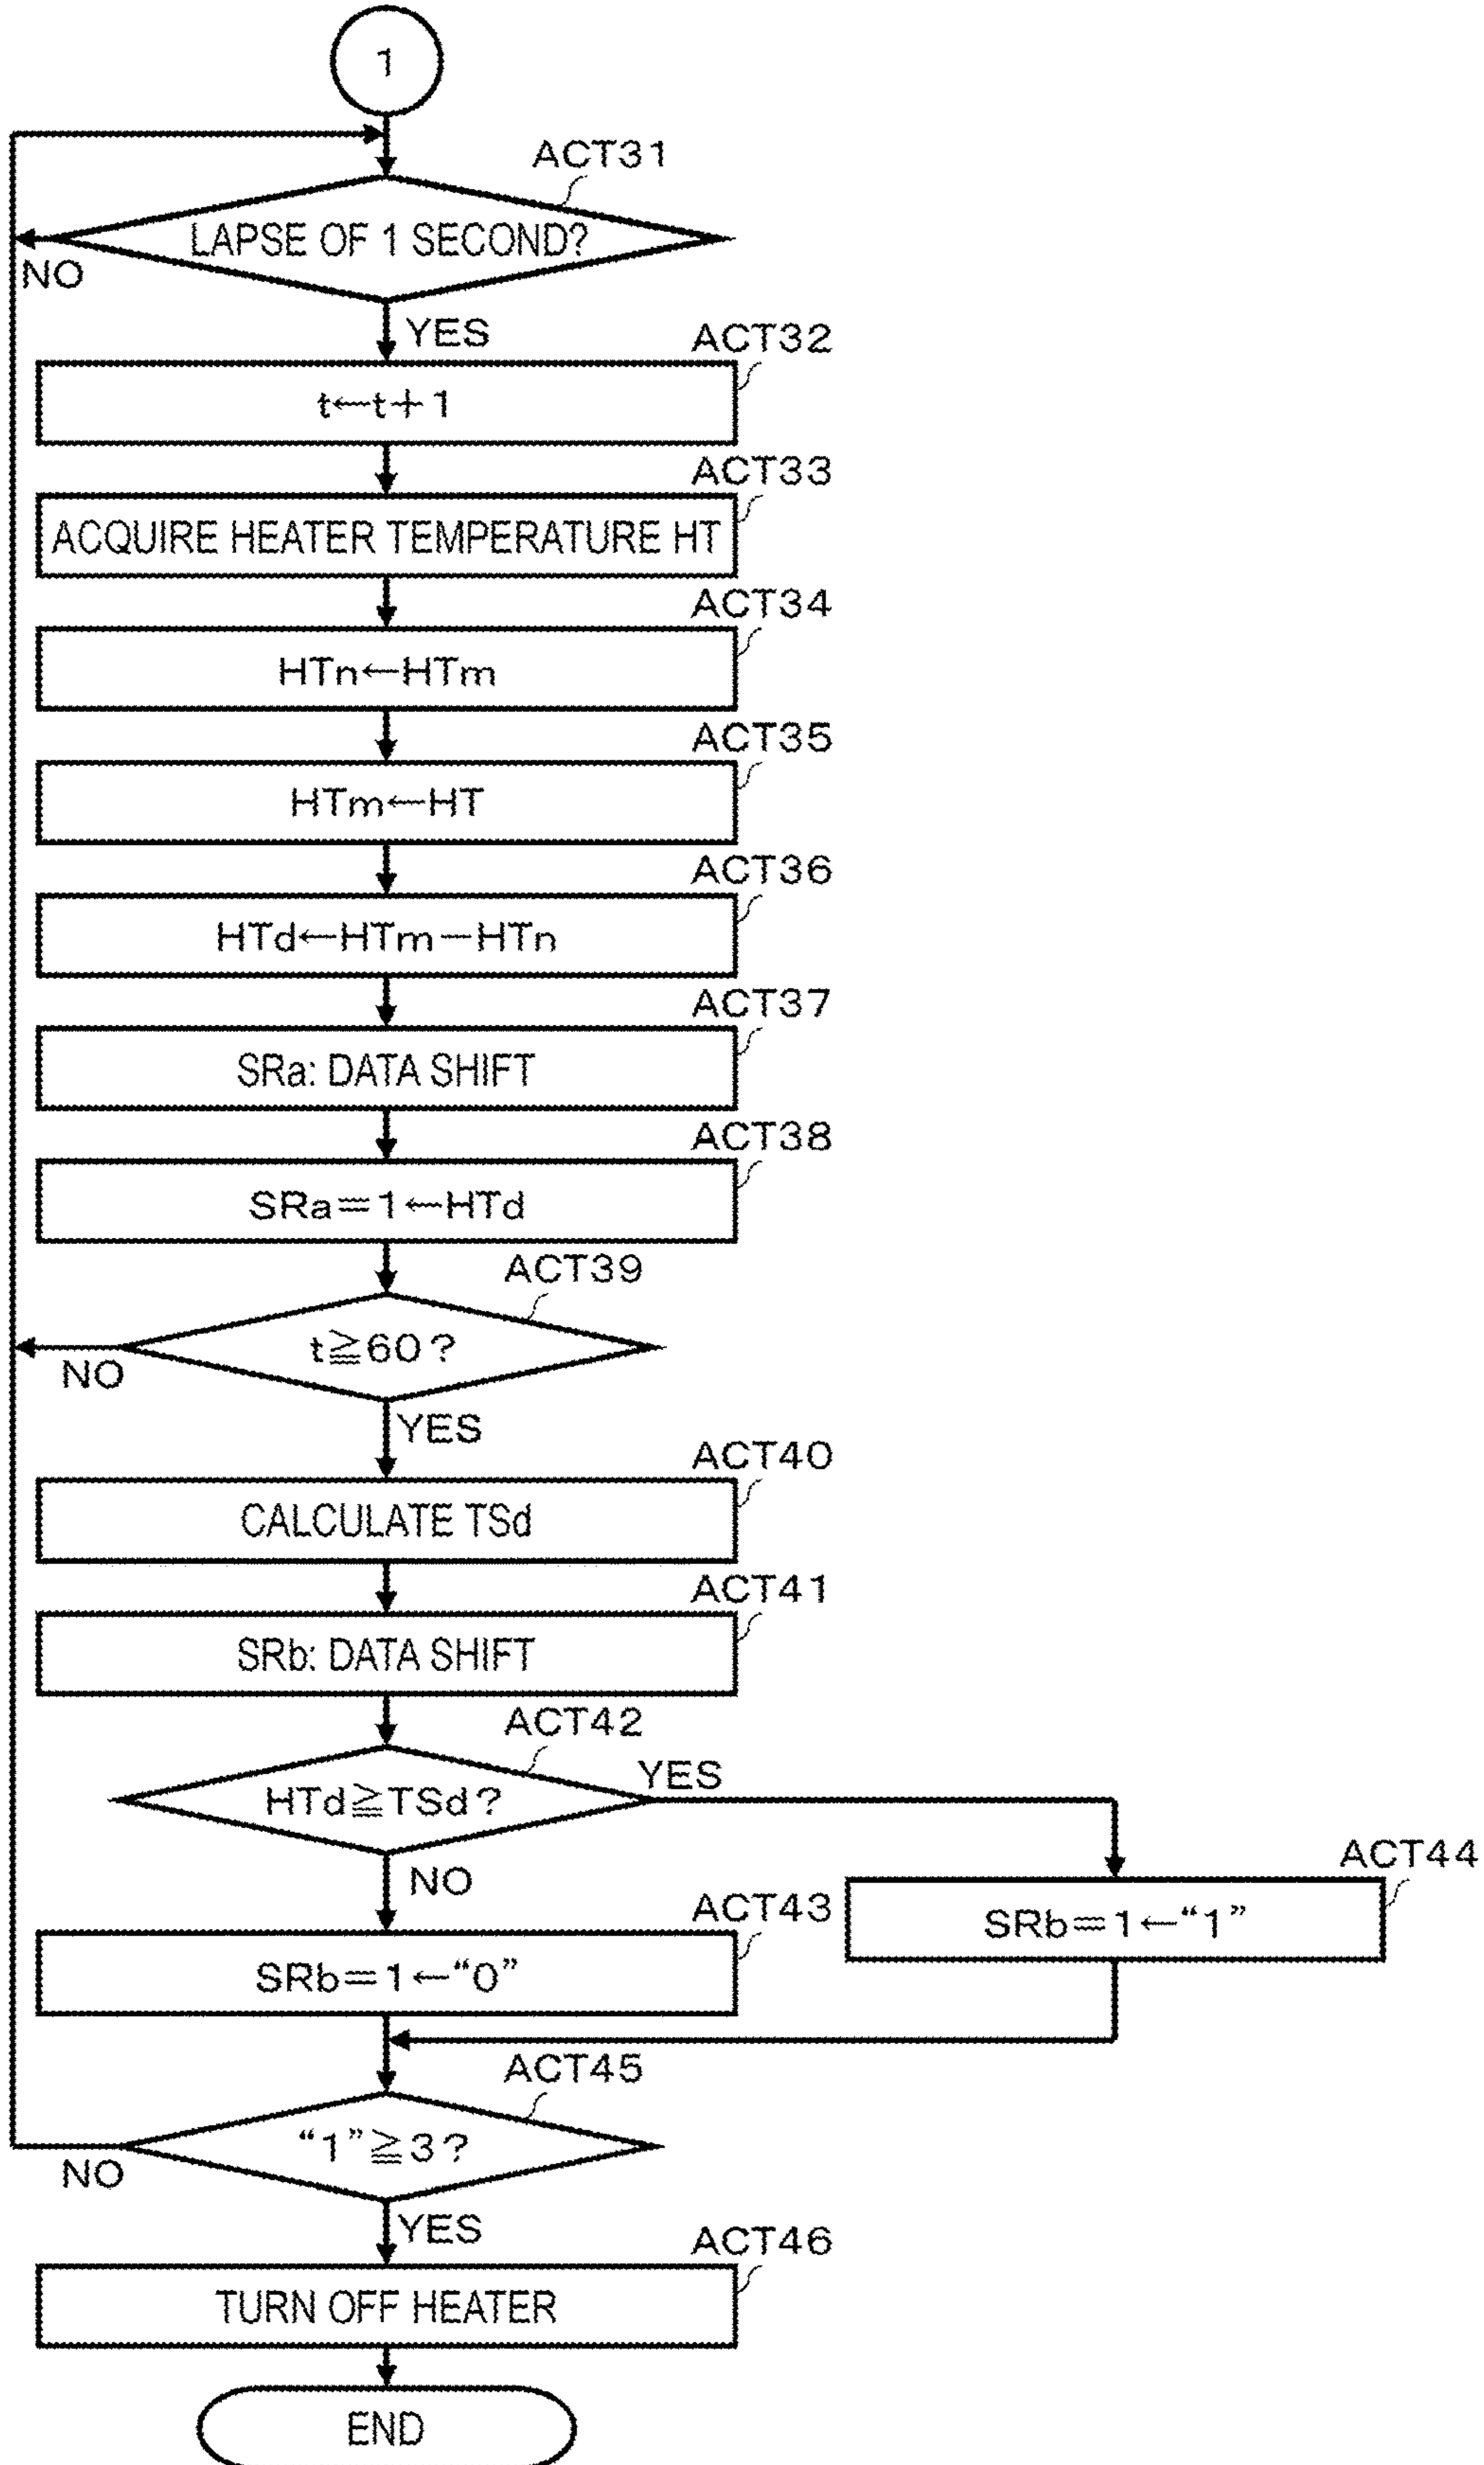 1
ACT31
LAPSE OF 1 SECOND?
NO
YES
ACT32
t←t+1
ACT33
ACQUIRE HEATER TEMPERATURE HT
ACT34
HTn←HTm
ACT35
HTm←HT
ACT36
HTd←HTm−HTn
ACT37
SRa: DATA SHIFT
ACT38
SRa=1←HTd
ACT39
t≧60?
NO
YES
ACT40
CALCULATE TSd
ACT41
SRb: DATA SHIFT
ACT42
HTd≧TSd?
YES
NO
ACT44
SRb=1←“1”
ACT43
SRb=1←“0”
ACT45
“1”≧3?
NO
YES
ACT46
TURN OFF HEATER
END